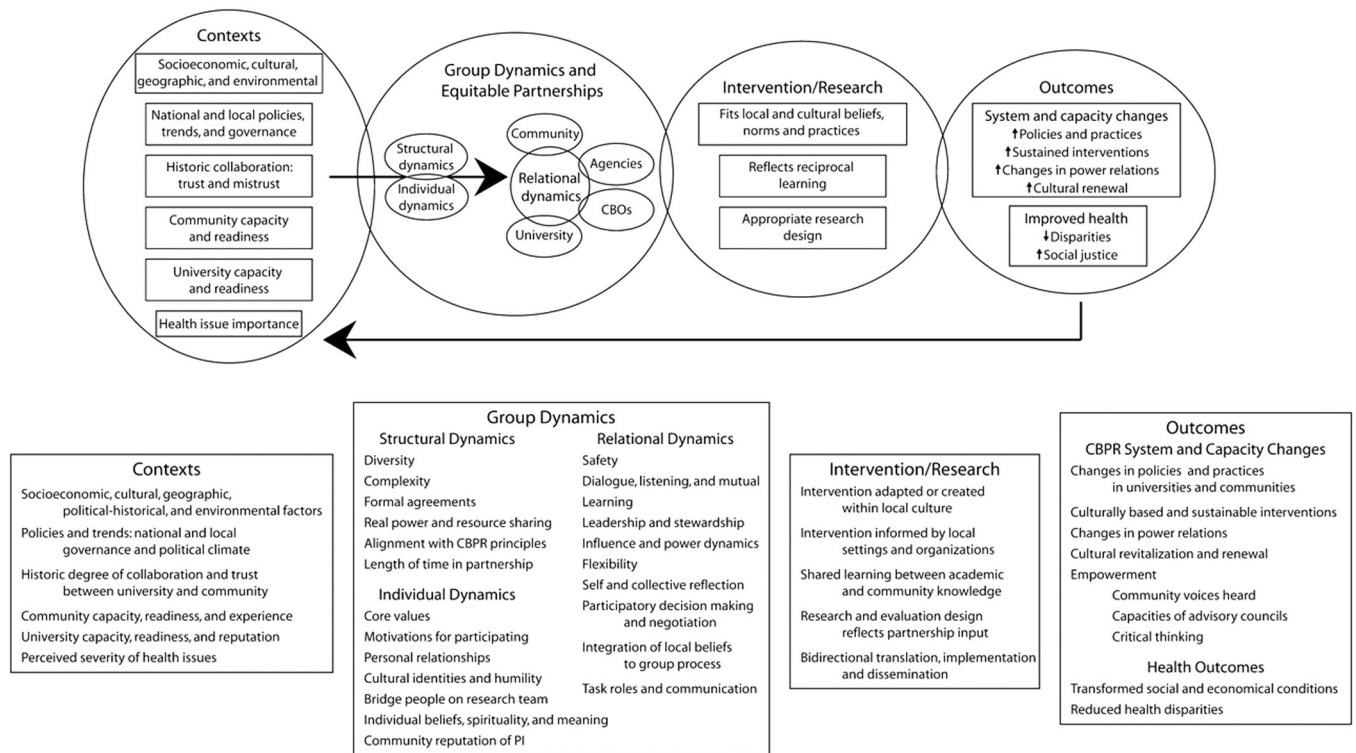 Contexts
Socioeconomic, cultural,
geographic, and environmental
National and local policies,
trends, and governance
Historic collaboration:
trust and mistrust
Community capacity
and readiness
University capacity
and readiness
Health issue importance
Group Dynamics and
Equitable Partnerships
Structural
dynamics
Individual
dynamics
Community
Agencies
Relational
dynamics
CBOs
University
Intervention/Research
Fits local and cultural beliefs,
norms and practices
Reflects reciprocal
learning
Appropriate research
design
Outcomes
System and capacity changes
↑Policies and practices
↑Sustained interventions
↑Changes in power relations
↑Cultural renewal
Improved health
↓Disparities
↑Social justice
Contexts
Socioeconomic, cultural, geographic,
political-historical, and environmental factors
Policies and trends: national and local
governance and political climate
Historic degree of collaboration and trust
between university and community
Community capacity, readiness, and experience
University capacity, readiness, and reputation
Perceived severity of health issues
Group Dynamics
Structural Dynamics
Diversity
Complexity
Formal agreements
Real power and resource sharing
Alignment with CBPR principles
Length of time in partnership
Individual Dynamics
Core values
Motivations for participating
Personal relationships
Cultural identities and humility
Bridge people on research team
Individual beliefs, spirituality, and meaning
Community reputation of PI
Relational Dynamics
Safety
Dialogue, listening, and mutual
Learning
Leadership and stewardship
Influence and power dynamics
Flexibility
Self and collective reflection
Participatory decision making
and negotiation
Integration of local beliefs
to group process
Task roles and communication
Intervention/Research
Intervention adapted or created
within local culture
Intervention informed by local
settings and organizations
Shared learning between academic
and community knowledge
Research and evaluation design
reflects partnership input
Bidirectional translation, implementation
and dissemination
Outcomes
CBPR System and Capacity Changes
Changes in policies and practices
in universities and communities
Culturally based and sustainable interventions
Changes in power relations
Cultural revitalization and renewal
Empowerment
Community voices heard
Capacities of advisory councils
Critical thinking
Health Outcomes
Transformed social and economical conditions
Reduced health disparities